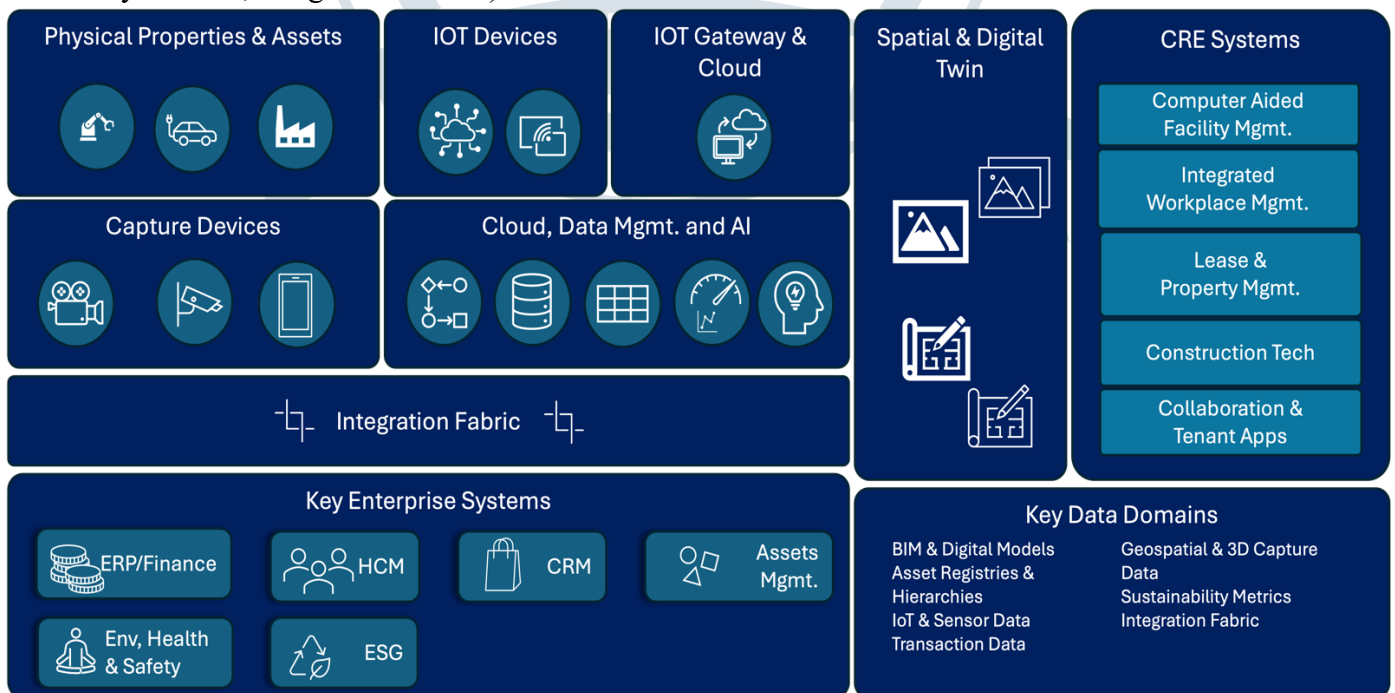 Physical Properties & Assets
IOT Devices
IOT Gateway &
Cloud
Spatial & Digital
Twin
CRE Systems
Computer Aided
Facility Mgmt.
Integrated
Workplace Mgmt.
Lease &
Property Mgmt.
Construction Tech
Collaboration &
Tenant Apps
Capture Devices
Cloud, Data Mgmt. and AI
Integration Fabric
Key Enterprise Systems
ERP/Finance
HCM
CRM
Assets
Mgmt.
Env, Health
& Safety
ESG
Key Data Domains
BIM & Digital Models
Asset Registries &
Hierarchies
IoT & Sensor Data
Transaction Data
Geospatial & 3D Capture
Data
Sustainability Metrics
Integration Fabric